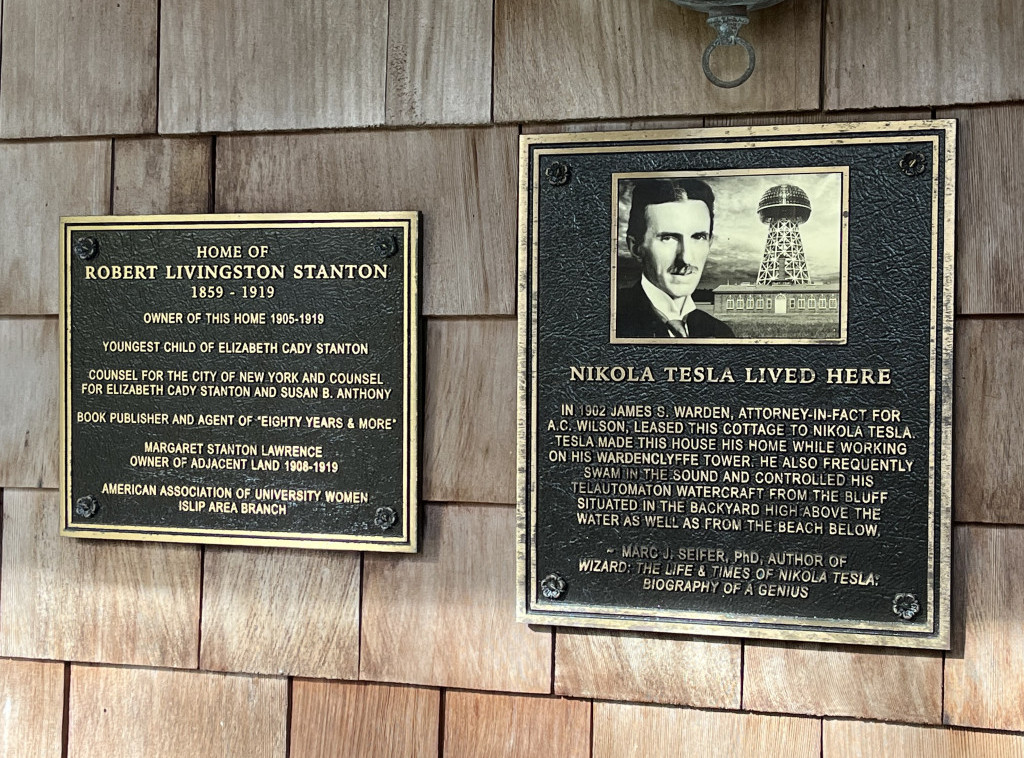 HOME OF
ROBERT LIVINGSTON STANTON
1859 - 1919
OWNER OF THIS HOME 1905-1919
YOUNGEST CHILD OF ELIZABETH CADY STANTON
COUNSEL FOR THE CITY OF NEW YORK AND COUNSEL
FOR ELIZABETH CADY STANTON AND SUSAN B. ANTHONY
BOOK PUBLISHER AND AGENT OF "EIGHTY YEARS & MORE"
MARGARET STANTON LAWRENCE
OWNER OF ADJACENT LAND 1908-1919
AMERICAN ASSOCIATION OF UNIVERSITY WOMEN
ISLIP AREA BRANCH
NIKOLA TESLA LIVED HERE
IN 1902 JAMES S. WARDEN, ATTORNEY-IN-FACT FOR
A.C. WILSON, LEASED THIS COTTAGE TO NIKOLA TESLA.
TESLA MADE THIS HOUSE HIS HOME WHILE WORKING
ON HIS WARDENCLYFFE TOWER. HE ALSO FREQUENTLY
SWAM IN THE SOUND AND CONTROLLED HIS
TELAUTOMATON WATERCRAFT FROM THE BLUFF
SITUATED IN THE BACKYARD HIGH ABOVE THE
WATER AS WELL AS FROM THE BEACH BELOW.
~ MARC J. SEIFER, PhD, AUTHOR OF
WIZARD: THE LIFE & TIMES OF NIKOLA TESLA:
BIOGRAPHY OF A GENIUS